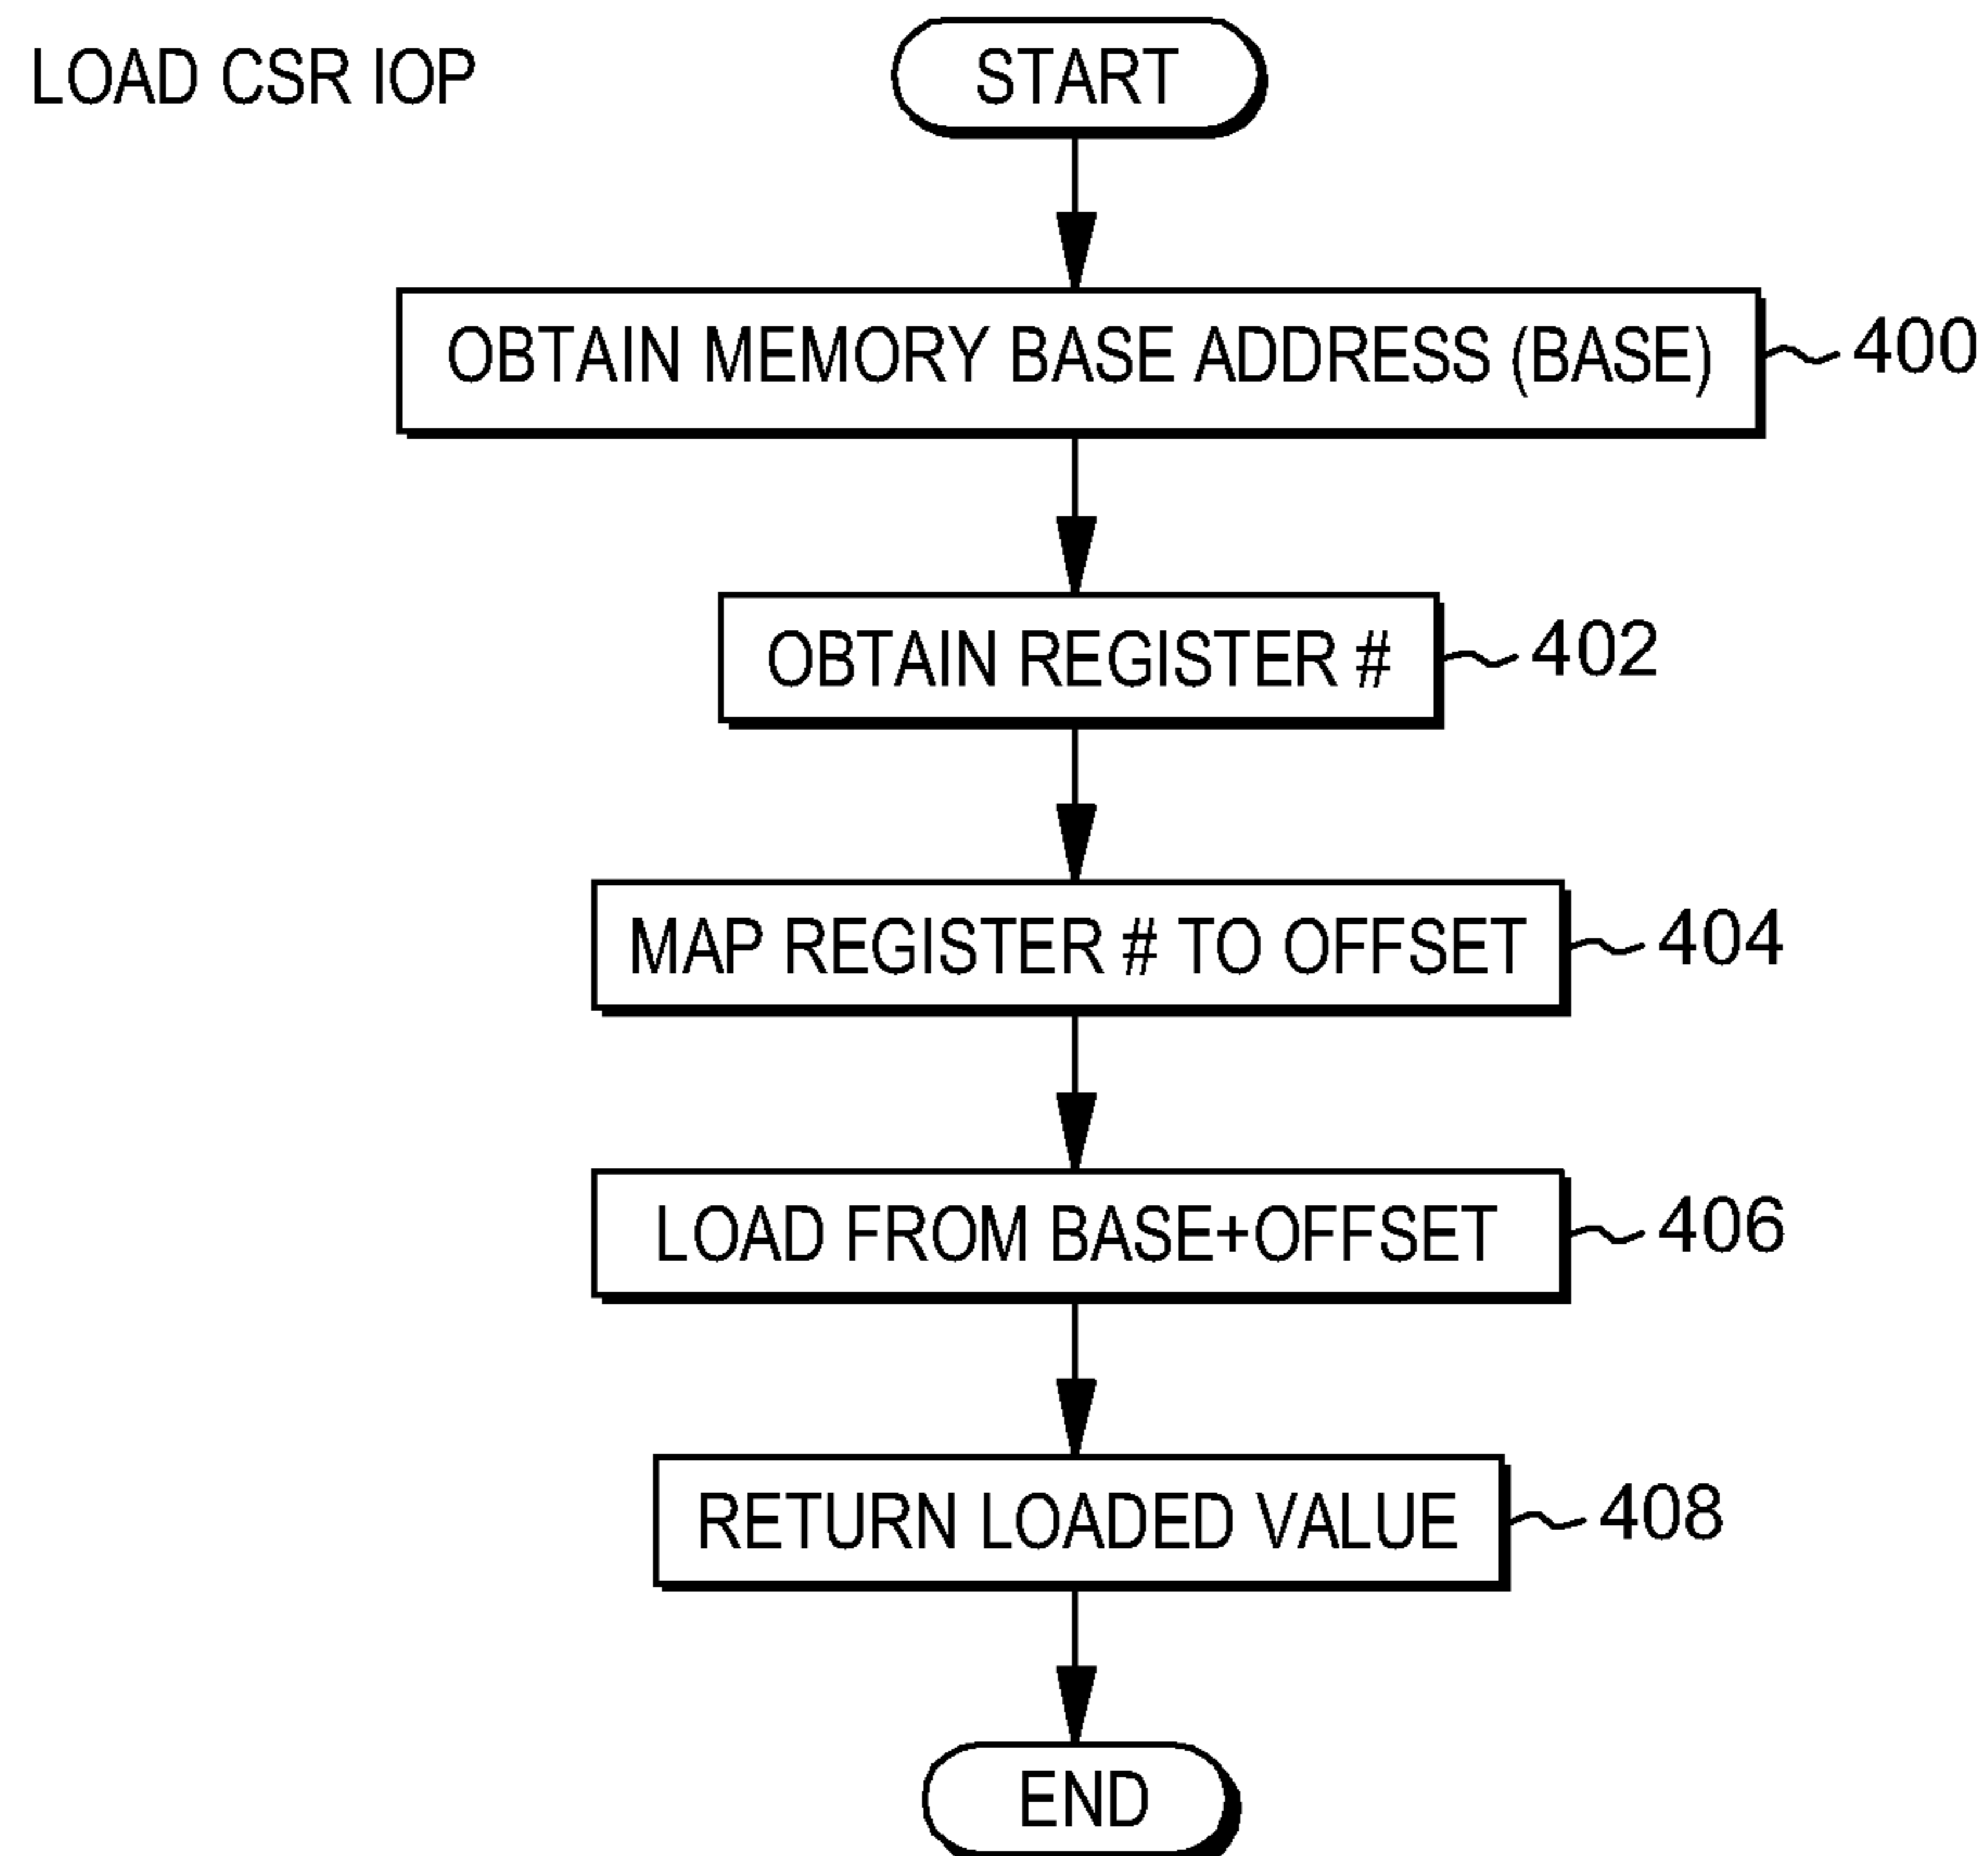 LOAD CSR IOP
START
OBTAIN MEMORY BASE ADDRESS (BASE)
400
OBTAIN REGISTER #
402
MAP REGISTER # TO OFFSET
404
LOAD FROM BASE+OFFSET
406
RETURN LOADED VALUE
408
END